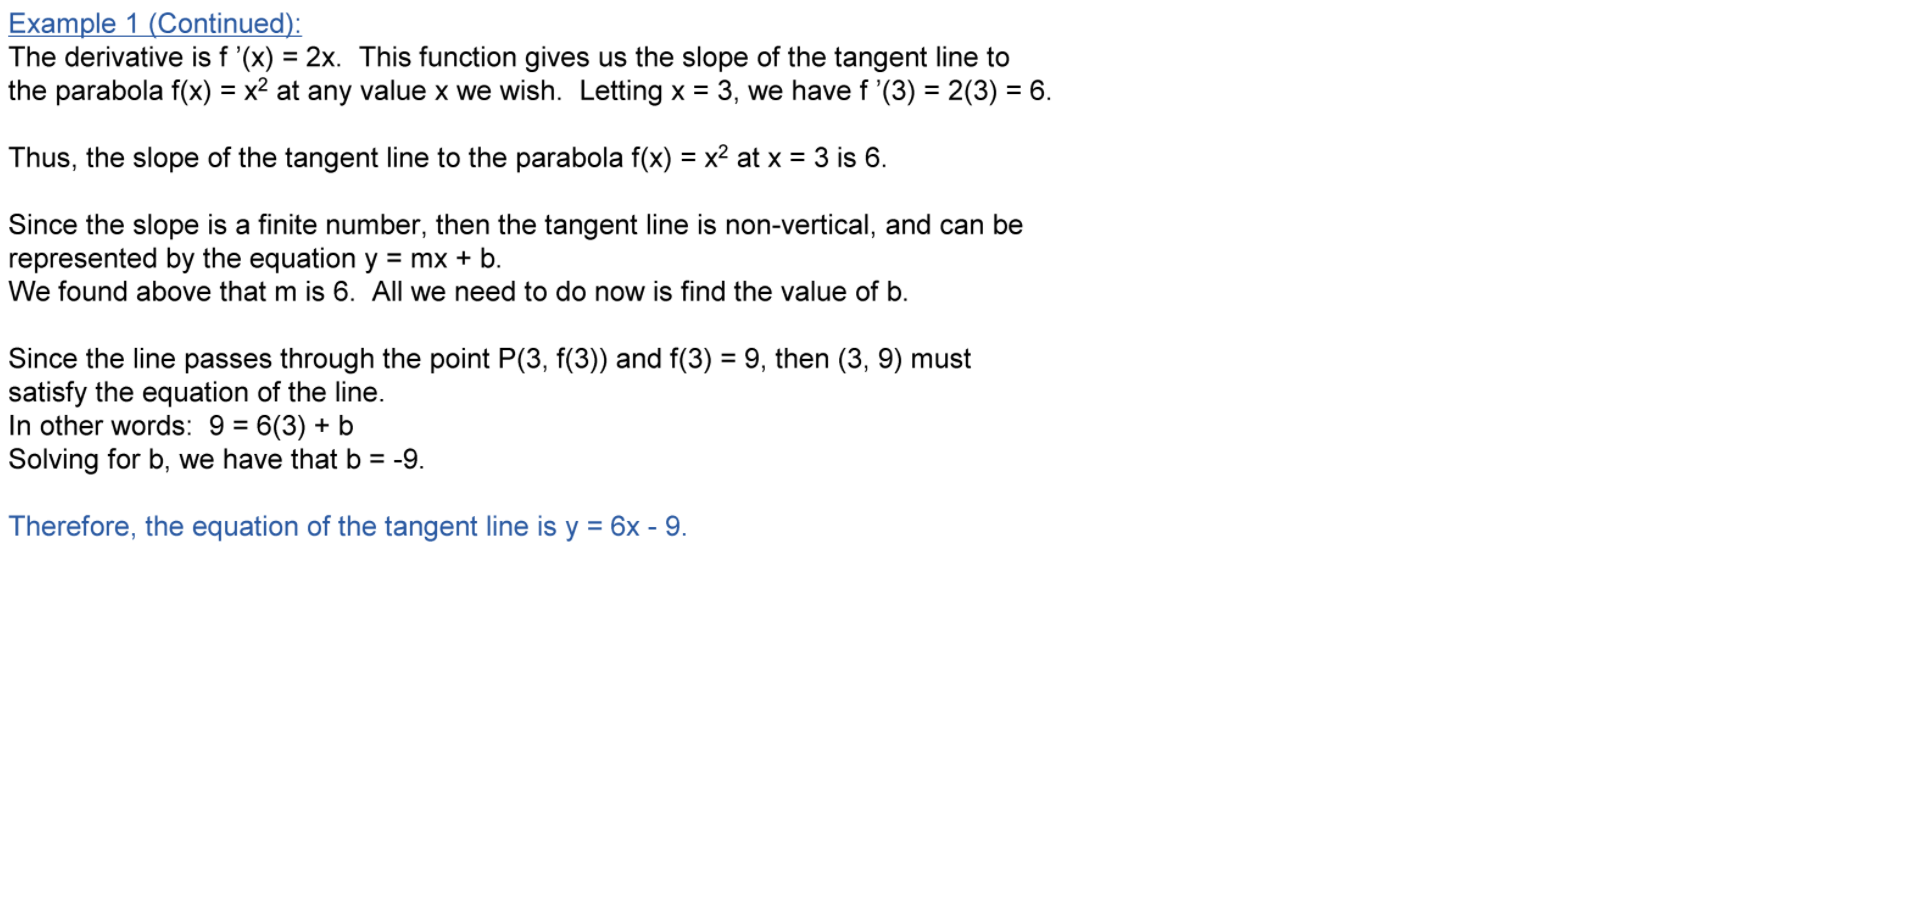 Example 1 (Continued):
The derivative is f ’(x) = 2x.  This function gives us the slope of the tangent line to
the parabola f(x) = x² at any value x we wish.  Letting x = 3, we have f ’(3) = 2(3) = 6.
Thus, the slope of the tangent line to the parabola f(x) = x² at x = 3 is 6.
Since the slope is a finite number, then the tangent line is non-vertical, and can be
represented by the equation y = mx + b.
We found above that m is 6.  All we need to do now is find the value of b.
Since the line passes through the point P(3, f(3)) and f(3) = 9, then (3, 9) must
satisfy the equation of the line.
In other words:  9 = 6(3) + b
Solving for b, we have that b = -9.
Therefore, the equation of the tangent line is y = 6x - 9.